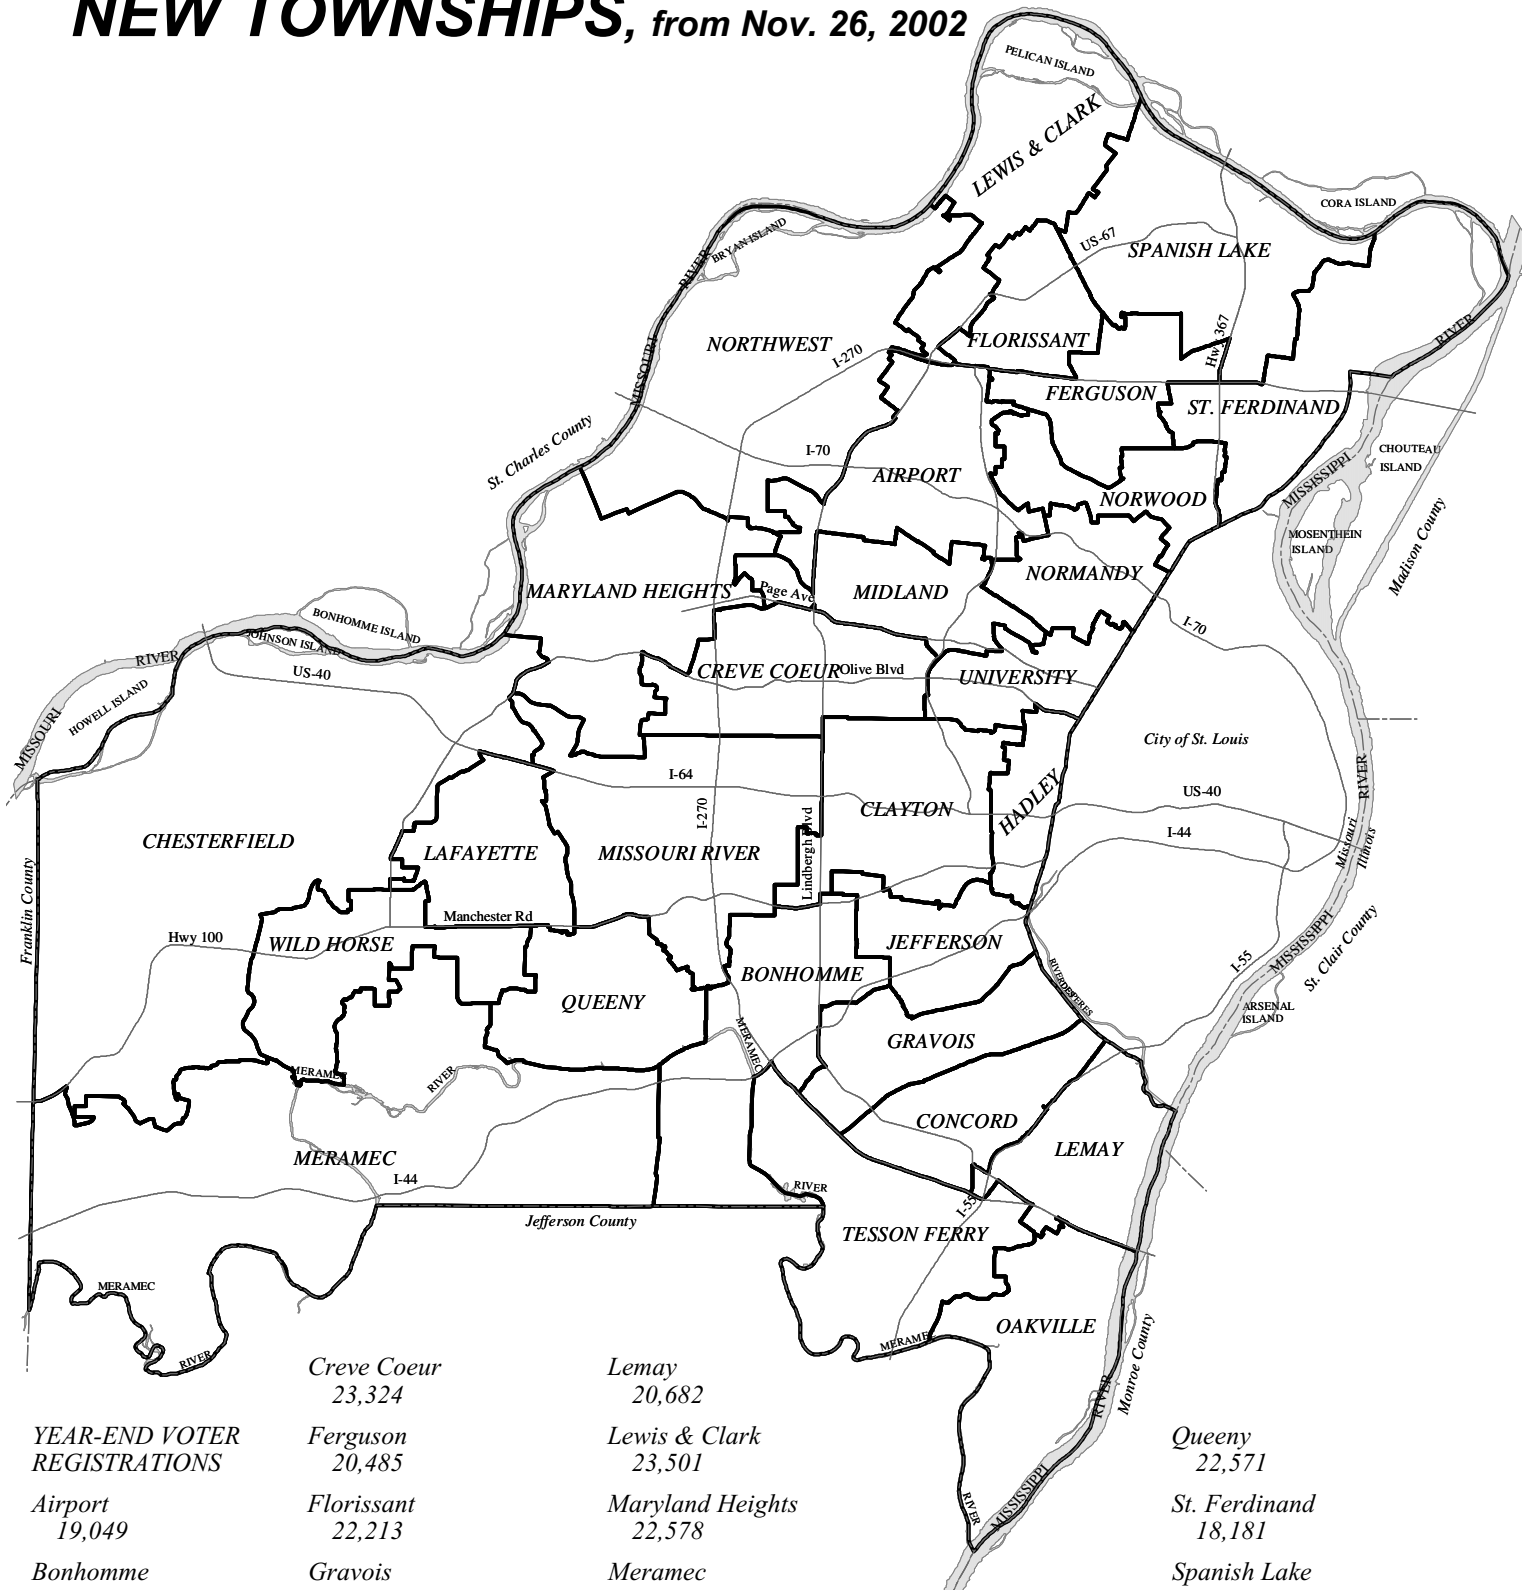 NEW TOWNSHIPS, from Nov. 26, 2002
PELICAN ISLAND
LEWIS & CLARK
CORA ISLAND
BRYAN ISLAND
RIVER
US-67
SPANISH LAKE
NORTHWEST
I-270
FLORISSANT
Hwy 367
RIVER
MISSOURI
FERGUSON
ST. FERDINAND
St. Charles County
I-70
AIRPORT
CHOUTEAU
ISLAND
MISSISSIPPI
NORWOOD
MOSENTHEIN
ISLAND
Madison County
MARYLAND HEIGHTS
Page Ave
MIDLAND
NORMANDY
BONHOMME ISLAND
JOHNSON ISLAND
I-70
RIVER
US-40
CREVE COEUR
Olive Blvd
UNIVERSITY
HOWELL ISLAND
MISSOURI
City of St. Louis
I-64
RIVER
US-40
I-270
Lindbergh Blvd
CLAYTON
HADLEY
I-44
Missouri
Illinois
CHESTERFIELD
LAFAYETTE
MISSOURI RIVER
Franklin County
Manchester Rd
Hwy 100
WILD HORSE
JEFFERSON
MISSISSIPPI
St. Clair County
BONHOMME
I-55
RIVER DES PERES
QUEENY
ARSENAL
ISLAND
MERAMEC
GRAVOIS
MERAMEC
RIVER
CONCORD
LEMAY
MERAMEC
I-44
RIVER
I-55
Jefferson County
TESSON FERRY
MERAMEC
OAKVILLE
MERAMEC
RIVER
Monroe County
RIVER
MISSISSIPPI
RIVER
YEAR-END VOTER
REGISTRATIONS
Airport
19,049
Bonhomme
Creve Coeur
23,324
Ferguson
20,485
Florissant
22,213
Gravois
Lemay
20,682
Lewis & Clark
23,501
Maryland Heights
22,578
Meramec
Queeny
22,571
St. Ferdinand
18,181
Spanish Lake